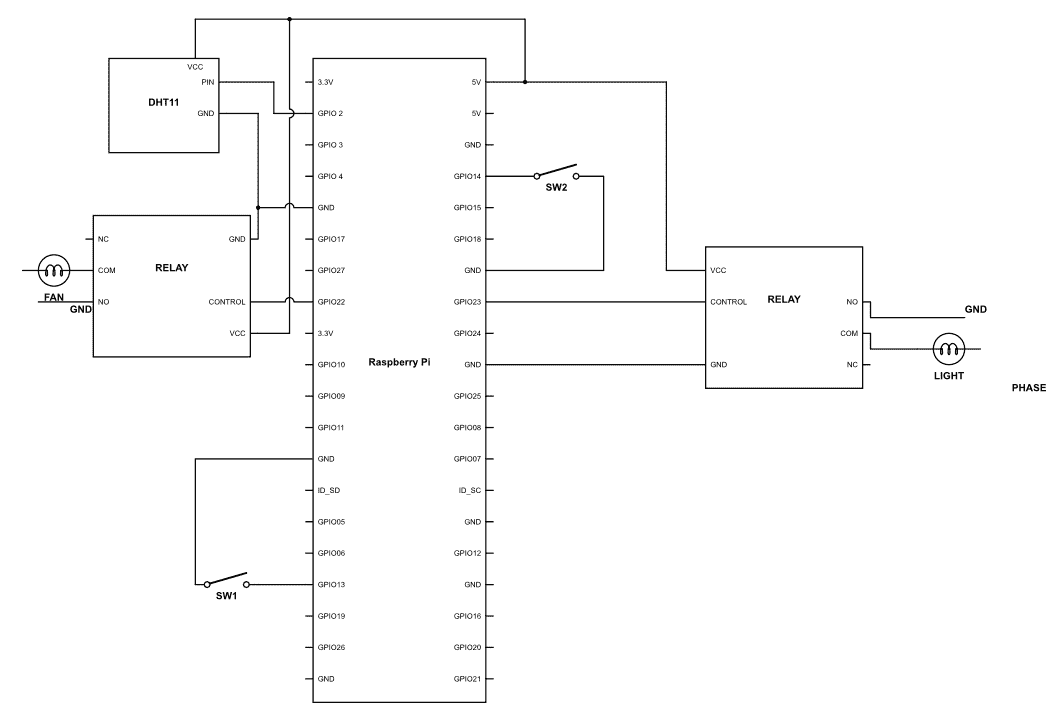 VCC
PIN
DHT11
GND
NC
GND
COM
RELAY
FAN
NO
GND
CONTROL
VCC
3.3V
GPIO 2
GPIO 3
GPIO 4
GND
GPIO17
GPIO27
GPIO22
3.3V
GPIO10
GPIO09
GPIO11
GND
ID_SD
GPIO05
GPIO06
GPIO13
GPIO19
GPIO26
GND
SW1
Raspberry Pi
5V
5V
GND
GPIO14
GPIO15
GPIO18
GND
GPIO23
GPIO24
GND
GPIO25
GPIO08
GPIO07
ID_SC
GND
GPIO12
GND
GPIO16
GPIO20
GPIO21
SW2
VCC
CONTROL
RELAY
NO
GND
COM
GND
NC
LIGHT
PHASE